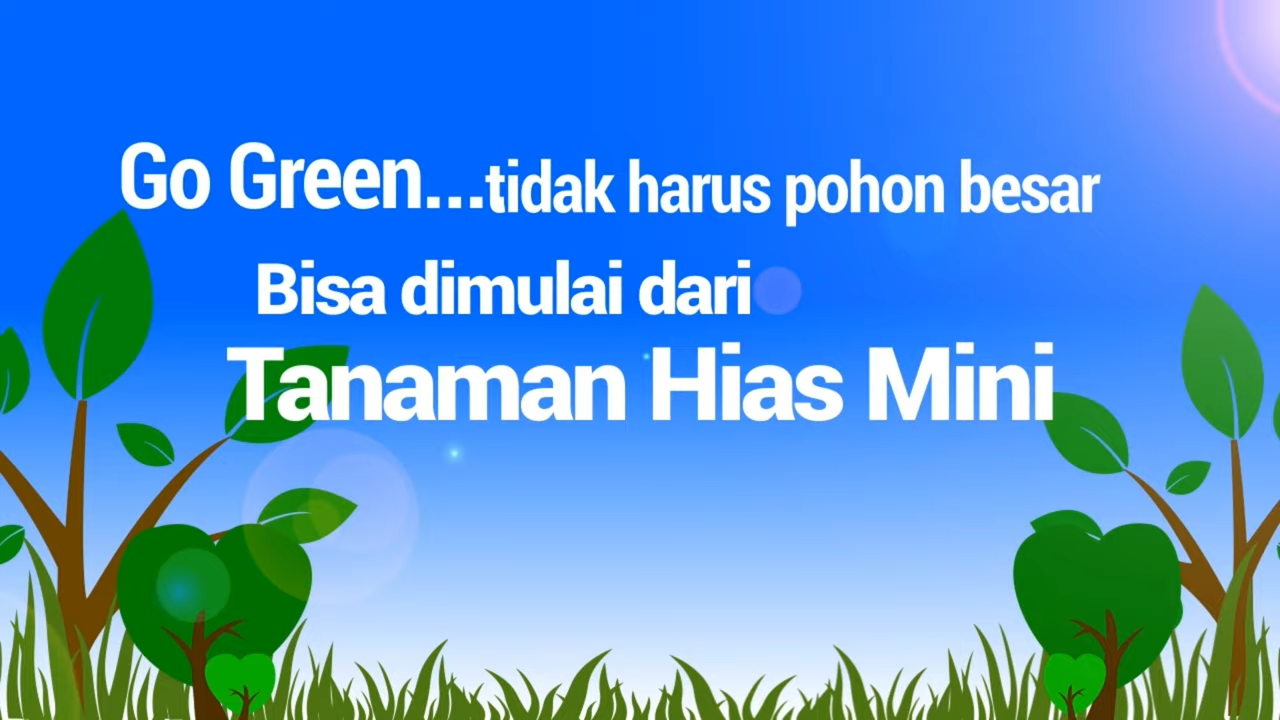 Go Green...tidak harus pohon besar
Bisa dimulai dari
Tanaman Hias Mini